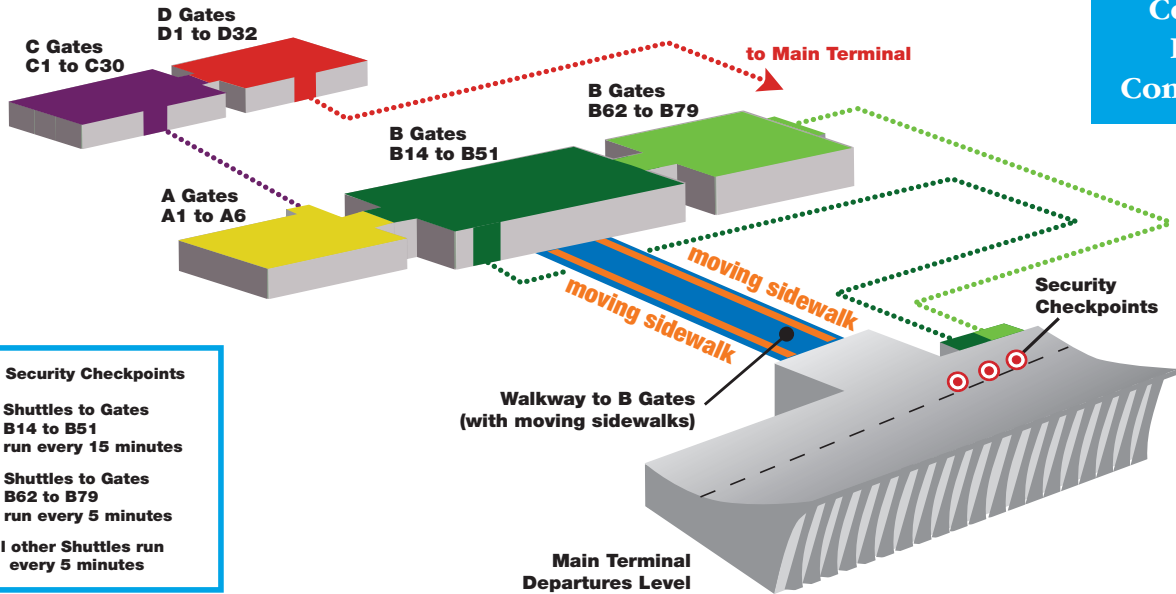 D Gates
D1 to D32
C Gates
C1 to C30
to Main Terminal
B Gates
B62 to B79
B Gates
B14 to B51
A Gates
A1 to A6
moving sidewalk
moving sidewalk
Security
Checkpoints
Walkway to B Gates
(with moving sidewalks)
Main Terminal
Departures Level
Security Checkpoints
Shuttles to Gates
B14 to B51
run every 15 minutes
Shuttles to Gates
B62 to B79
run every 5 minutes
other Shuttles run
every 5 minutes